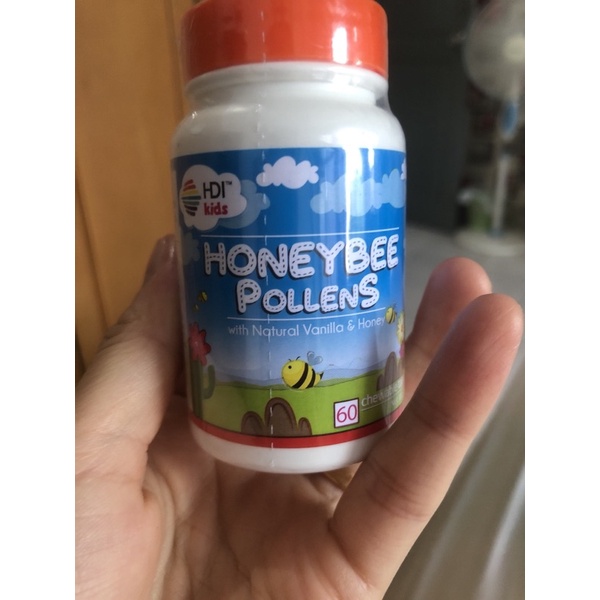 HDI™
kids
HONEYBEE
POLLENS
with Natural Vanilla & Honey
60